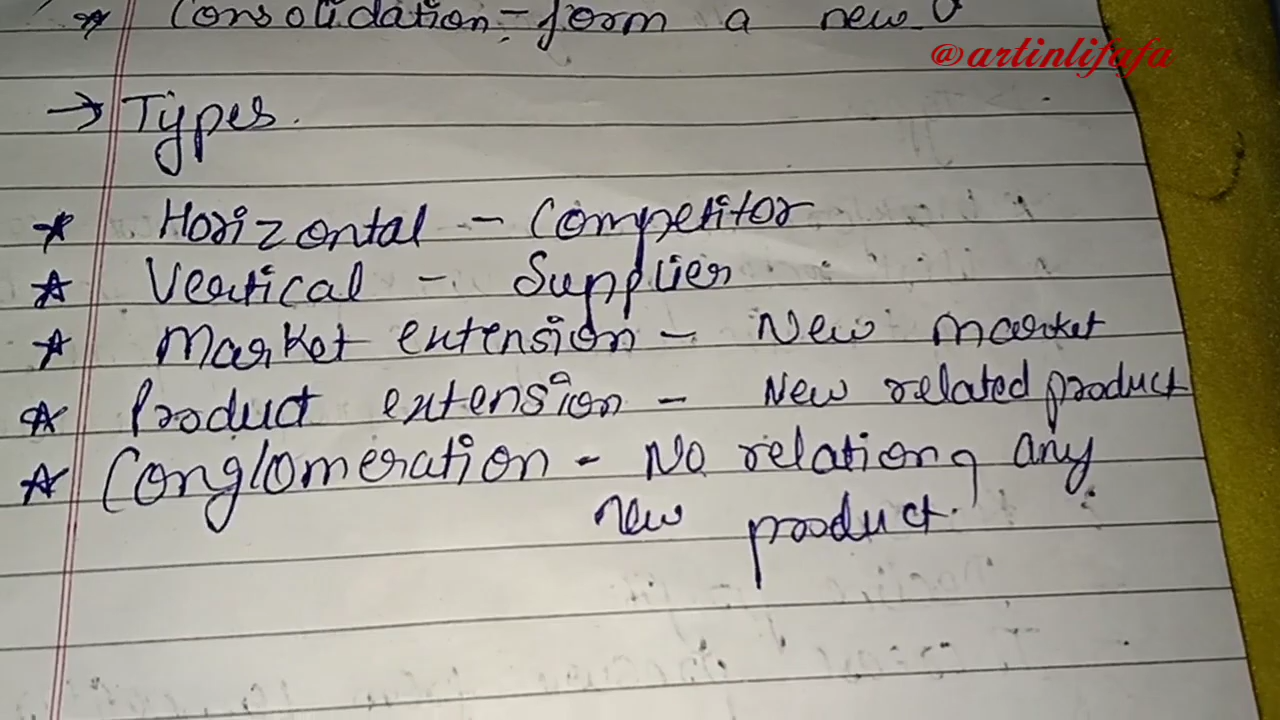 * Consolidation - form a new
@artinlifafa
→ Types.
* Horizontal - Competitor
* Vertical - Supplier
* Market extension - New market
* Product extension - New related product
* Conglomeration - No relation, any
new product.